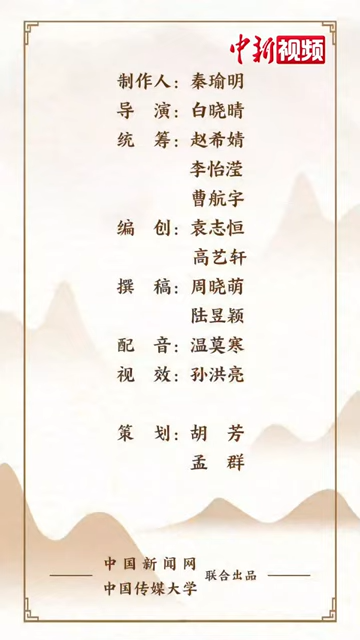 中新视频
制作人：秦瑜明
导 演：白晓晴
统 筹：赵希婧
李怡滢
曹航宇
编 创：袁志恒
高艺轩
撰 稿：周晓萌
陆昱颖
配 音：温莫寒
视 效：孙洪亮
策 划：胡 芳
孟 群
中国新闻网
中国传媒大学
联合出品